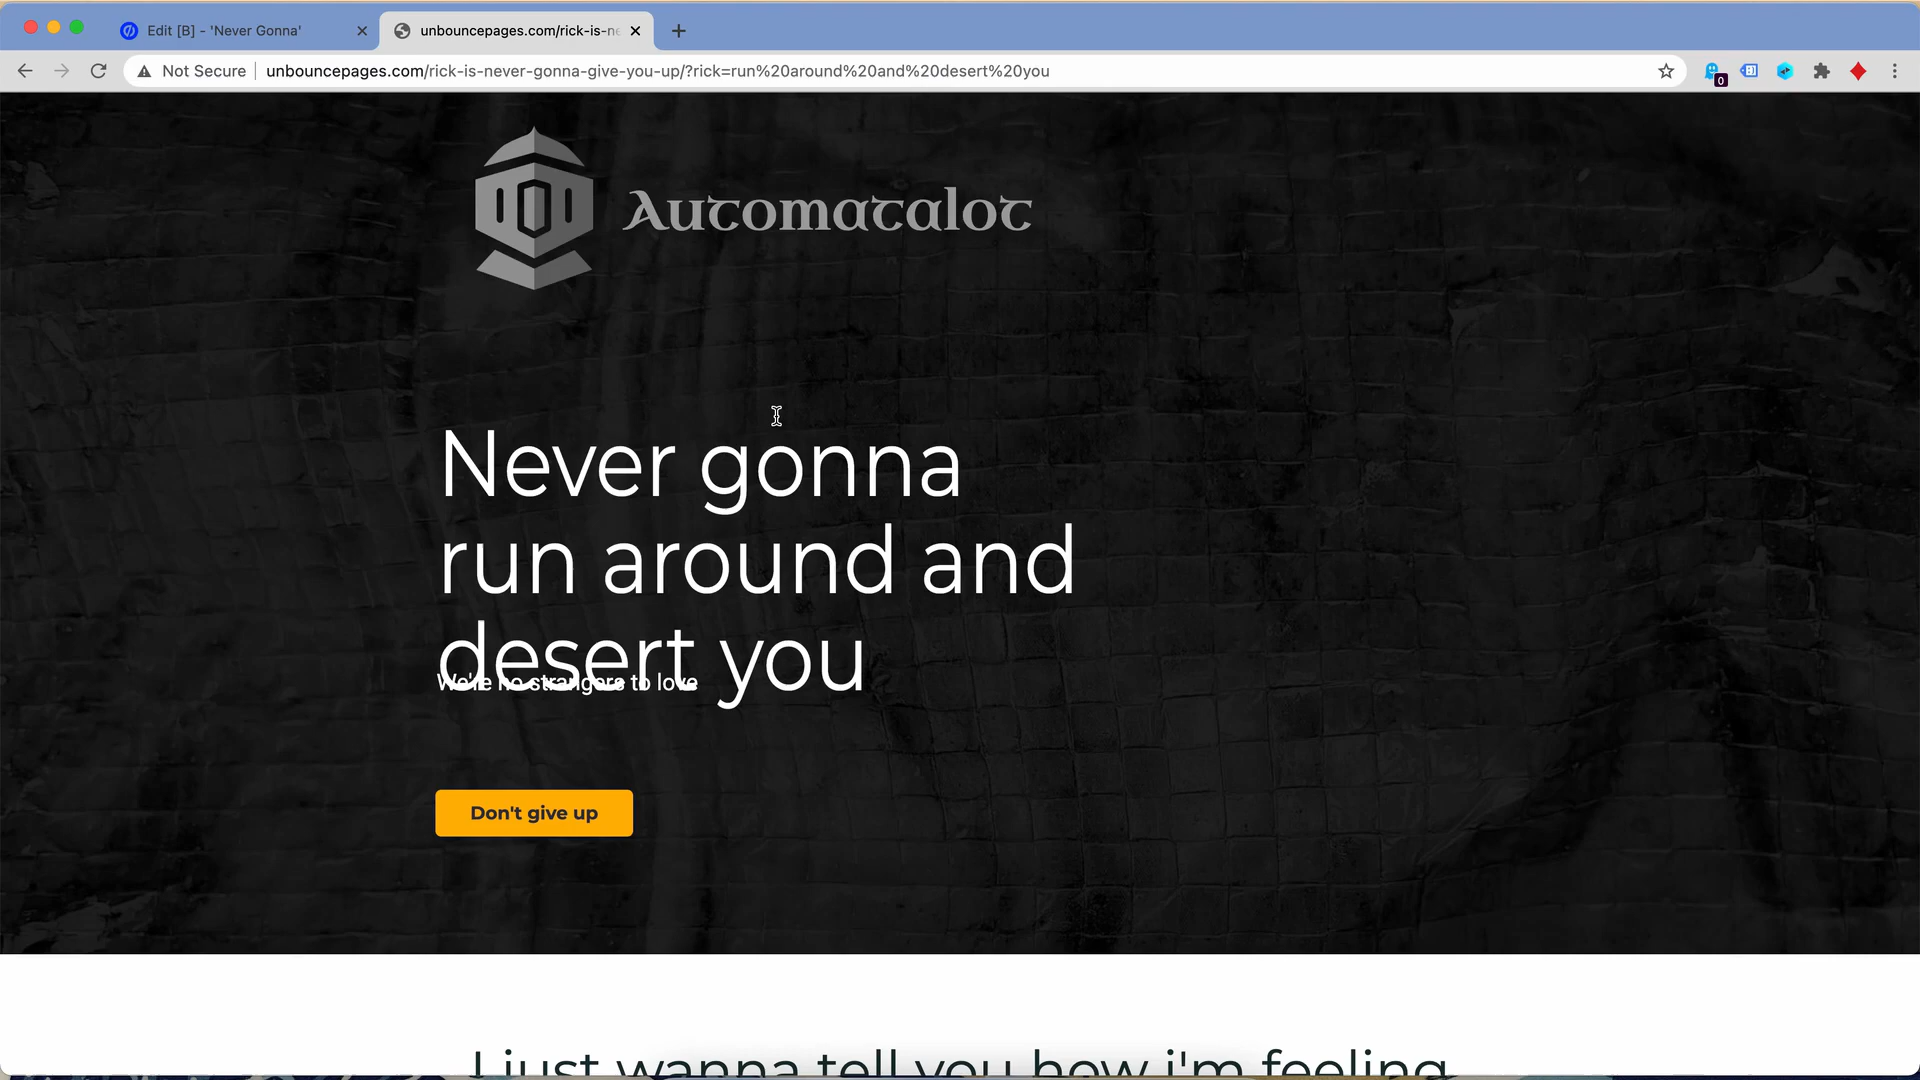 Edit [B] - 'Never Gonna'
unbouncepages.com/rick-is-ne
Not Secure
unbouncepages.com/rick-is-never-gonna-give-you-up/?rick=run%20around%20and%20desert%20you
0
Automatalot
Never gonna
run around and
desert you
We're no strangers to love
Don't give up
I just wanna tell you how i'm feeling